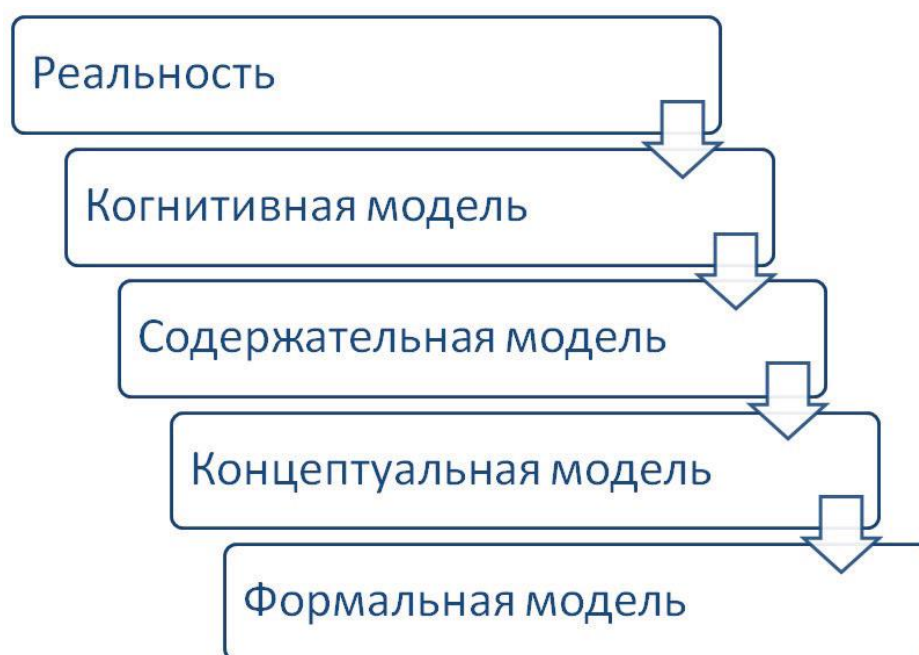 Реальность
Когнитивная модель
Содержательная модель
Концептуальная модель
Формальная модель